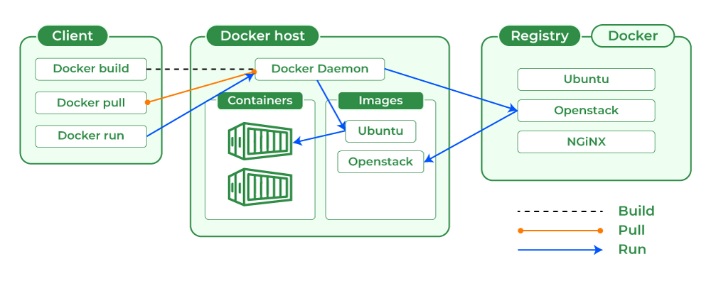 Client
Docker build
Docker pull
Docker run
Docker host
Docker Daemon
Containers
Images
Ubuntu
Openstack
Registry
Docker
Ubuntu
Openstack
NGiNX
Build
Pull
Run